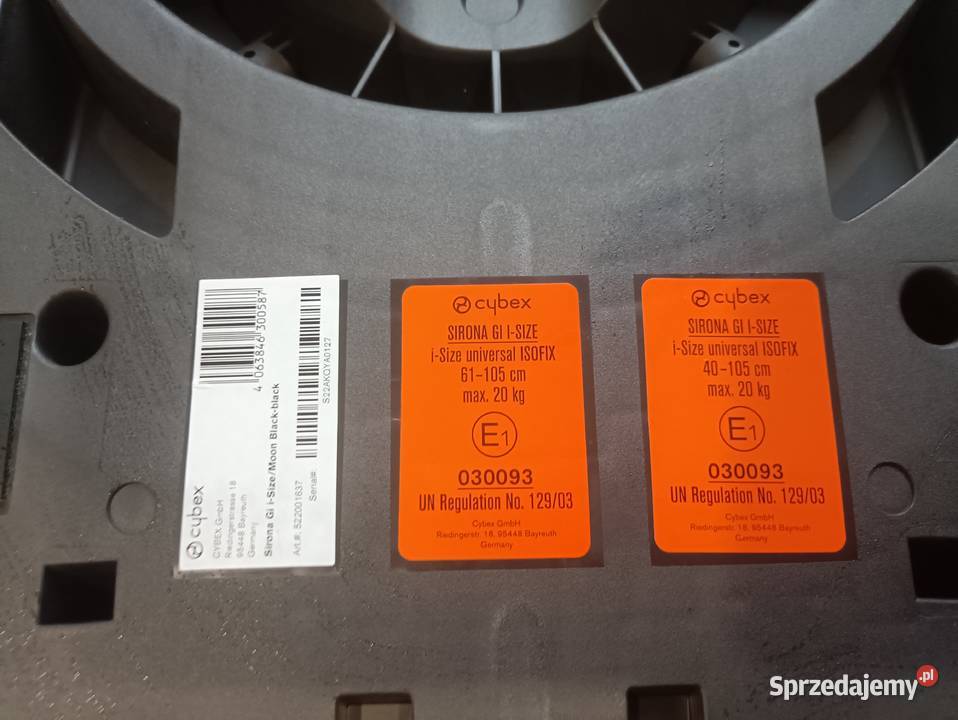 4 063846 300587
S22AKOYA0127
cybex
CYBEX GmbH
Riedingerstrasse 18
95448 Bayreuth
Germany
Sirona Gi i-Size/Moon Black-black
Art.#: 522001637
Serial#:
cybex
SIRONA GI I-SIZE
i-Size universal ISOFIX
61-105 cm
max. 20 kg
E1
030093
UN Regulation No. 129/03
Cybex GmbH
Riedingerstr. 18, 95448 Bayreuth
Germany
cybex
SIRONA GI I-SIZE
i-Size universal ISOFIX
40-105 cm
max. 20 kg
E1
030093
UN Regulation No. 129/03
Cybex GmbH
Riedingerstr. 18, 95448 Bayreuth
Germany
Sprzedajemy.pl